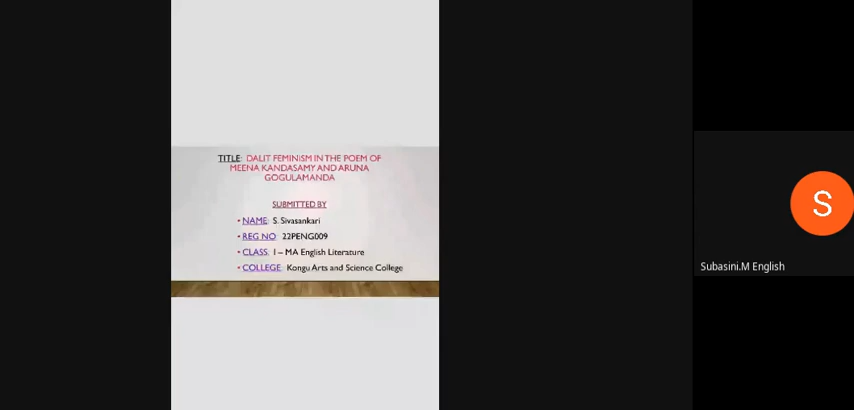 TITLE: DALIT FEMINISM IN THE POEM OF
MEENA KANDASAMY AND ARUNA
GOGULAMANDA
SUBMITTED BY
• NAME: S. Sivasankari
• REG NO: 22PENG009
• CLASS: I – MA English Literature
• COLLEGE: Kongu Arts and Science College
S
Subasini.M English